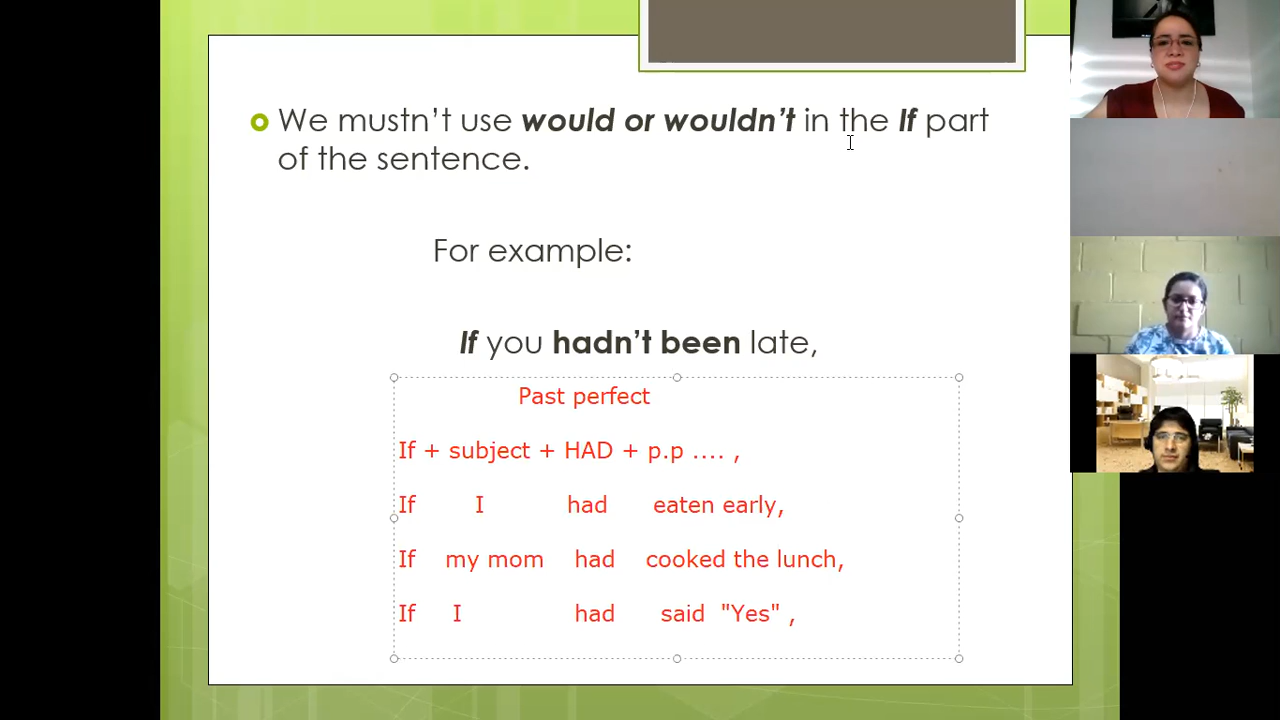 We mustn't use would or wouldn't in the If part
of the sentence.
For example:
If you hadn't been late,
Past perfect
If + subject + HAD + p.p .... ,
If I had eaten early,
If my mom had cooked the lunch,
If I had said "Yes" ,